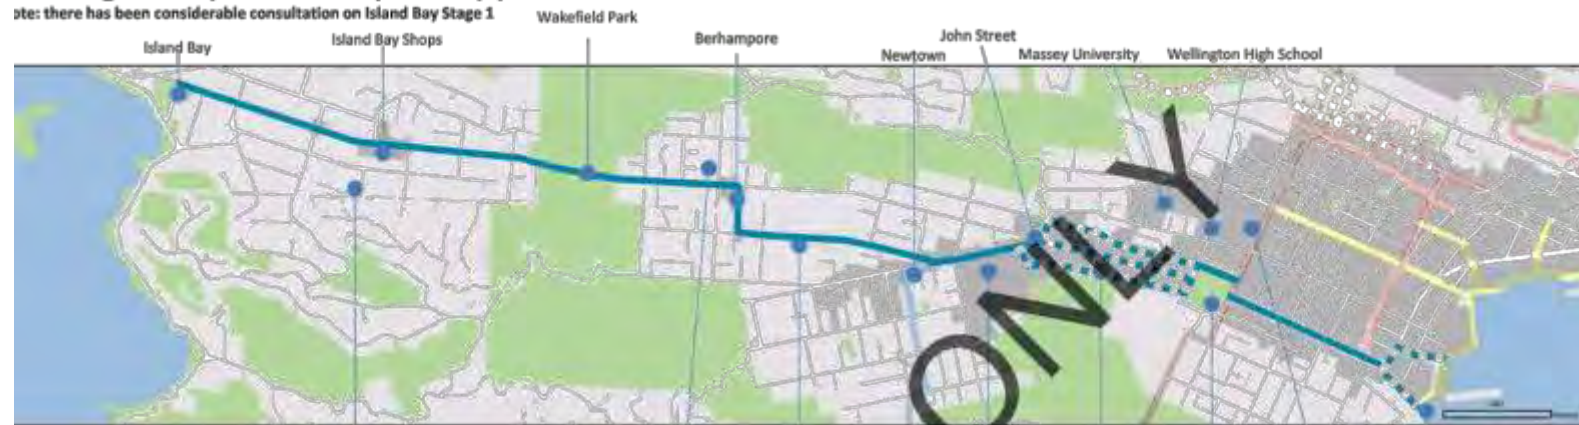 ote: there has been considerable consultation on Island Bay Stage 1
Wakefield Park
Island Bay
Island Bay Shops
Berhampore
Newtown
John Street
Massey University
Wellington High School
ONLY